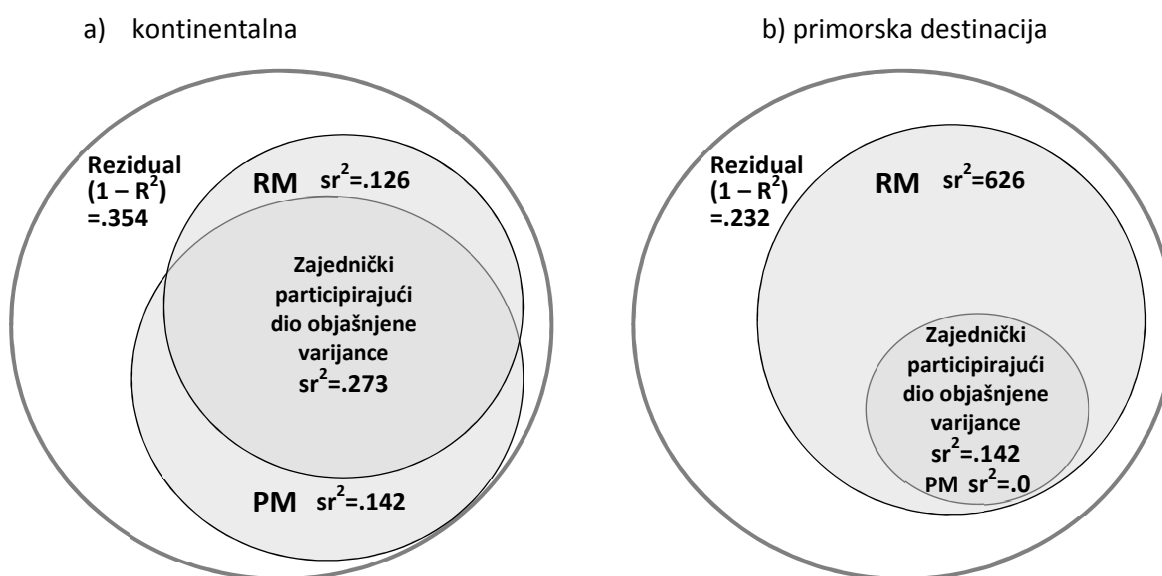 a) kontinentalna
Rezidual
(1 – R²)
=.354
RM sr²=.126
Zajednički
participirajući
dio objašnjene
varijance
sr²=.273
PM sr²=.142
b) primorska destinacija
Rezidual
(1 – R²)
=.232
RM sr²=626
Zajednički
participirajući
dio objašnjene
varijance
sr²=.142
PM sr²=.0